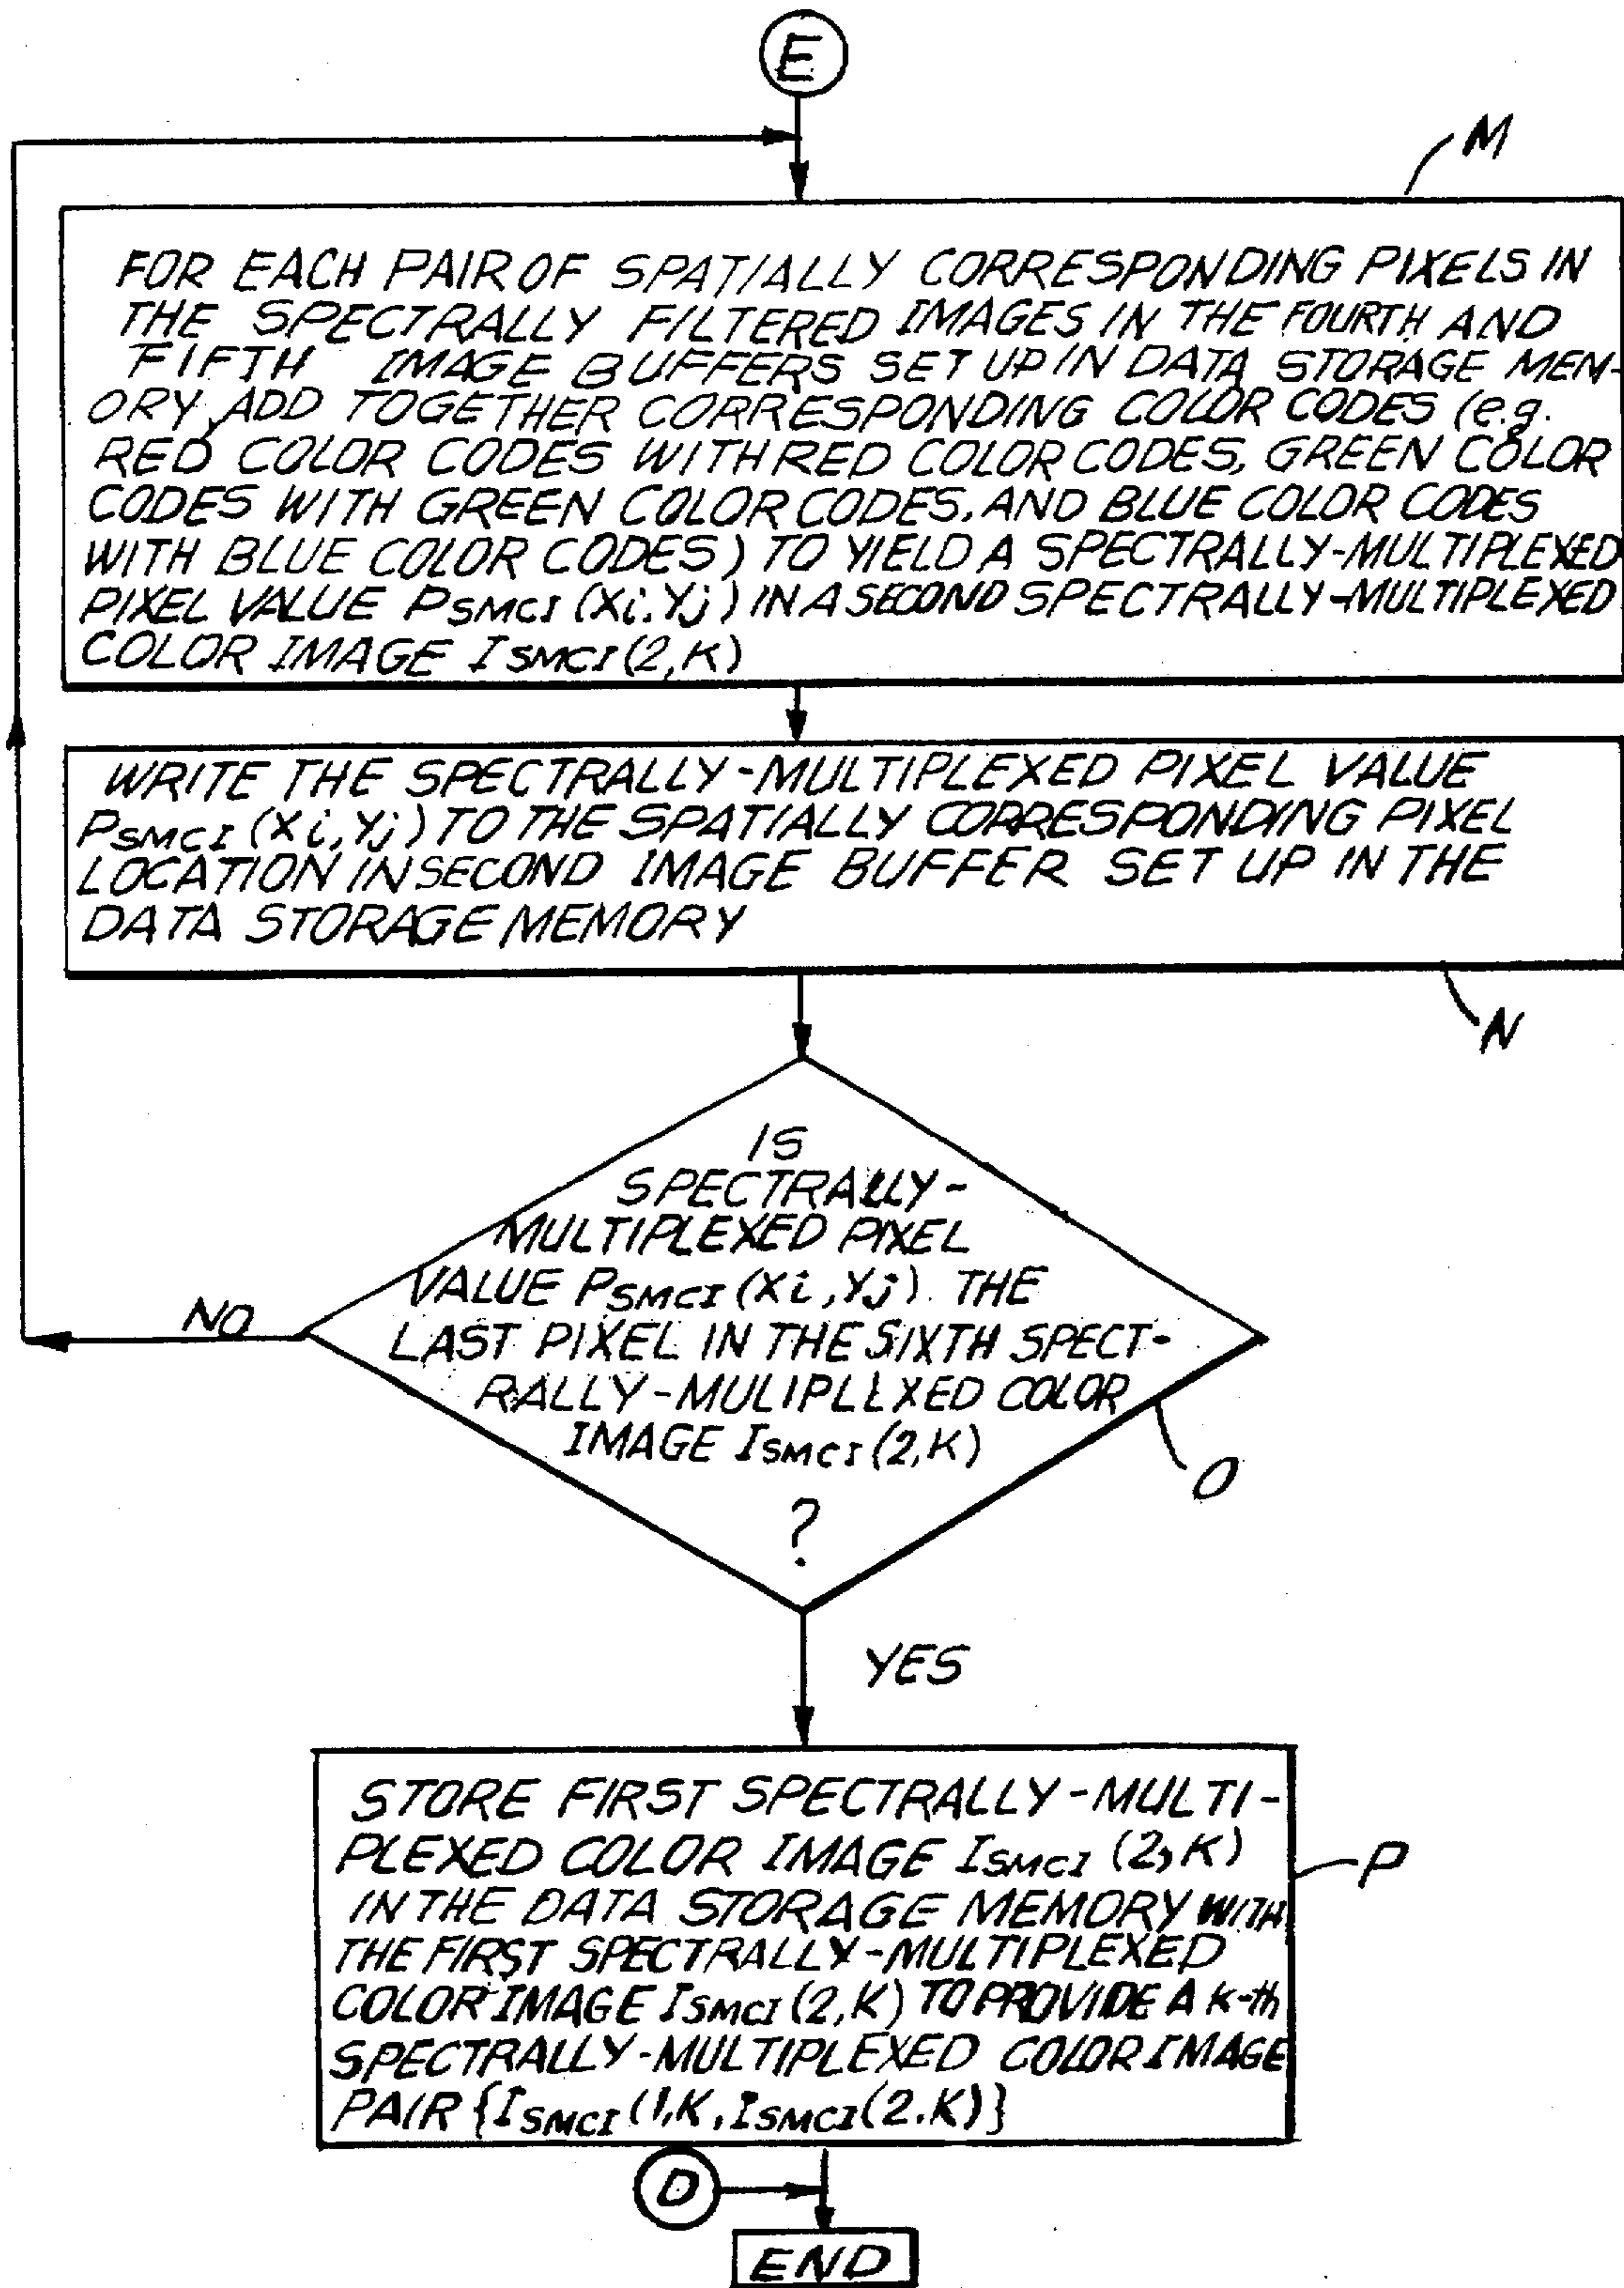 E
M
FOR EACH PAIR OF SPATIALLY CORRESPONDING PIXELS IN
THE SPECTRALLY FILTERED IMAGES IN THE FOURTH AND
FIFTH IMAGE BUFFERS SET UP IN DATA STORAGE MEM-
ORY, ADD TOGETHER CORRESPONDING COLOR CODES (e.g.
RED COLOR CODES WITH RED COLOR CODES, GREEN COLOR
CODES WITH GREEN COLOR CODES, AND BLUE COLOR CODES
WITH BLUE COLOR CODES) TO YIELD A SPECTRALLY-MULTIPLEXED
PIXEL VALUE PSMCI (Xi, Yj) IN A SECOND SPECTRALLY-MULTIPLEXED
COLOR IMAGE ISMCI (2,K)
WRITE THE SPECTRALLY-MULTIPLEXED PIXEL VALUE
PSMCI (Xi, Yj) TO THE SPATIALLY CORRESPONDING PIXEL
LOCATION IN SECOND IMAGE BUFFER SET UP IN THE
DATA STORAGE MEMORY
N
IS
SPECTRALLY-
MULTIPLEXED PIXEL
VALUE PSMCI (Xi, Yj). THE
LAST PIXEL IN THE SIXTH SPECT-
RALLY-MULIPLEXED COLOR
IMAGE ISMCI (2,K)
?
NO
O
YES
STORE FIRST SPECTRALLY-MULTI-
PLEXED COLOR IMAGE ISMCI (2,K)
IN THE DATA STORAGE MEMORY WITH
THE FIRST SPECTRALLY-MULTIPLEXED
COLOR IMAGE ISMCI (2,K) TO PROVIDE A K-th
SPECTRALLY-MULTIPLEXED COLOR IMAGE
PAIR {ISMCI (1,K, ISMCI (2.K)}
P
D
END